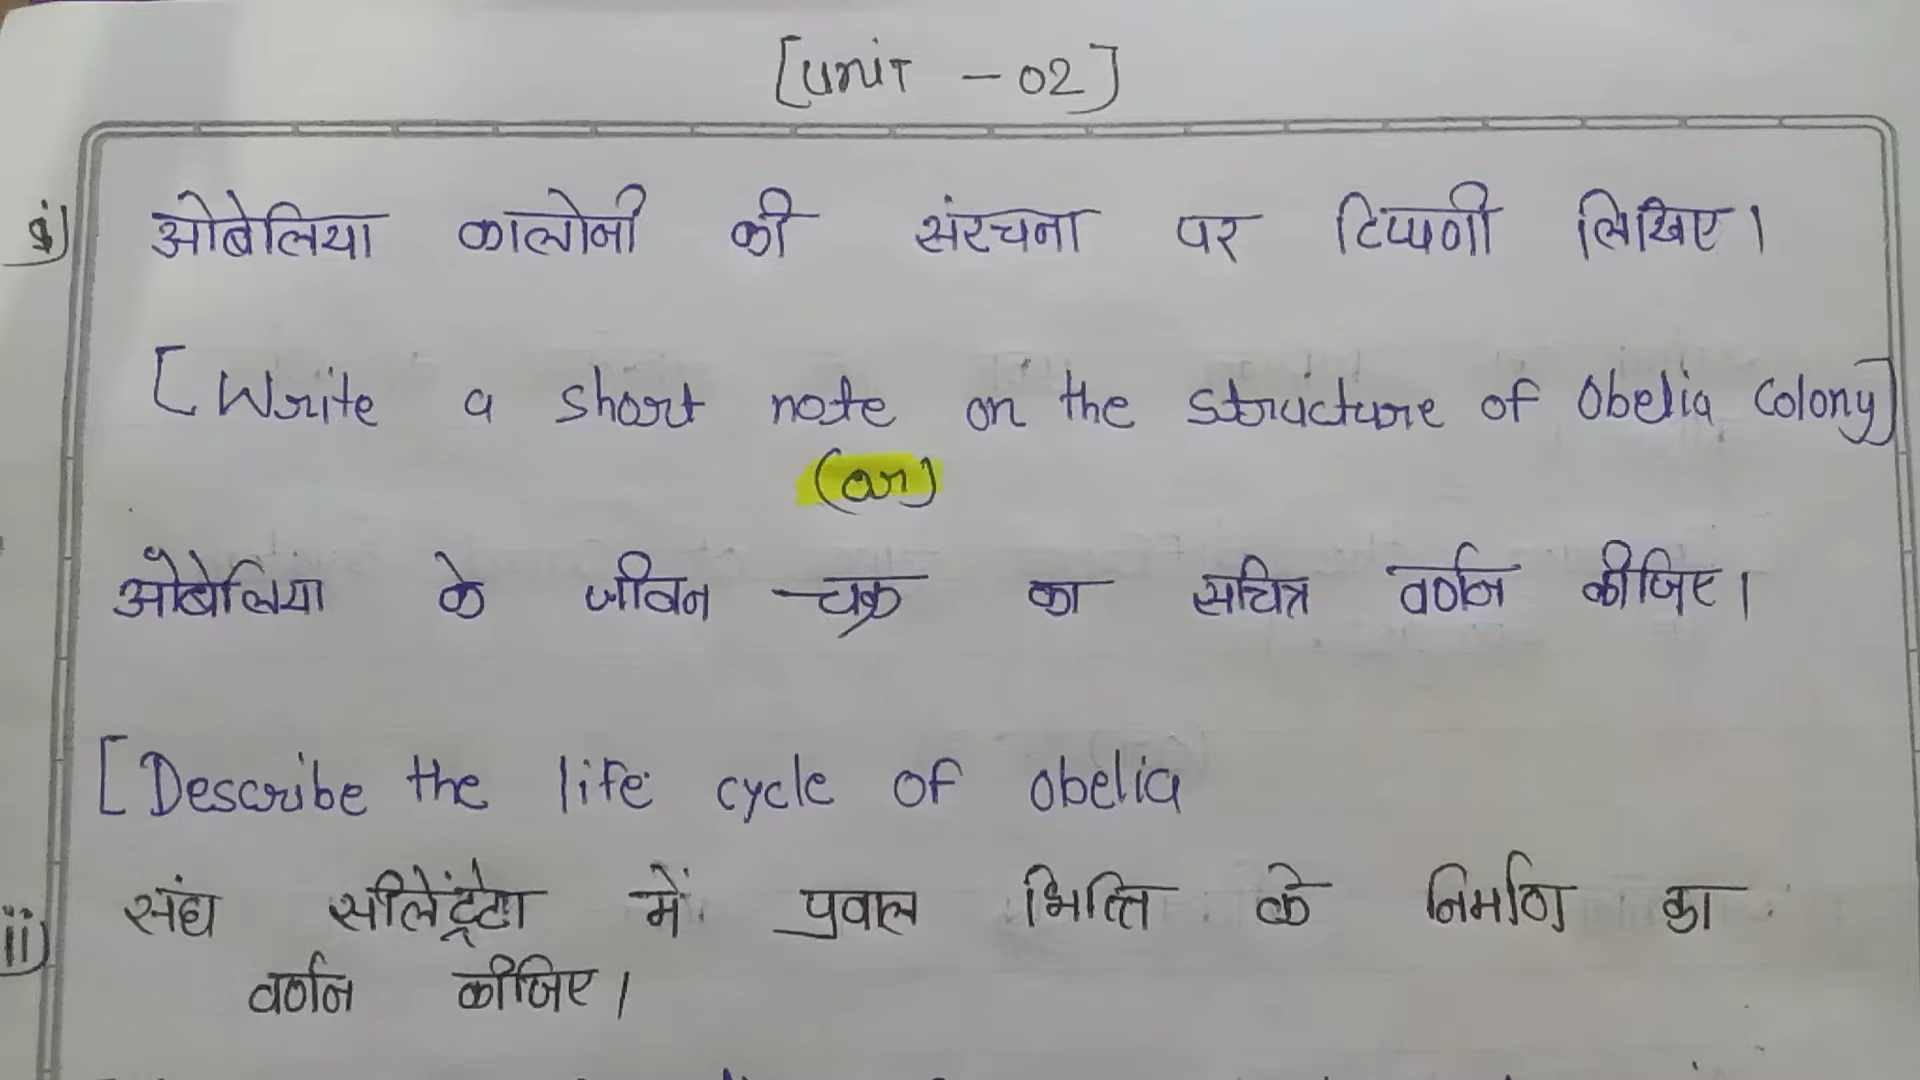 [Unit - 02]
i) ओबेलिया कालोनी की संरचना पर टिप्पणी लिखिए।
[Write a short note on the structure of Obelia Colony]
(or)
ओबेलिया के जीवन चक्र का सचित्र वर्णन कीजिए।
[Describe the life cycle of obelia
ii) संघ सीलेंट्रेटा में प्रवाल भित्ति के निर्माण का
वर्णन कीजिए।